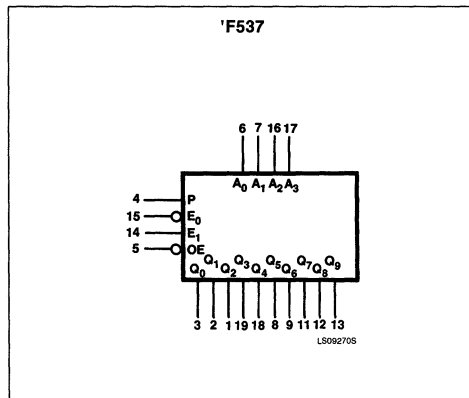 'F537
6 7 16 17
A0 A1 A2 A3
4 P
15 E0
14 E1
5 OE
Q0 Q1 Q2 Q3 Q4 Q5 Q6 Q7 Q8 Q9
3 2 1 19 18 8 9 11 12 13
LS09270S